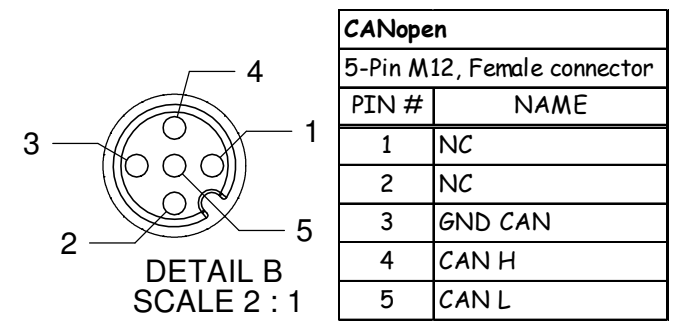 4
3
1
2
5
DETAIL B
SCALE 2 : 1
CANopen
5-Pin M12, Female connector
PIN # NAME
1 NC
2 NC
3 GND CAN
4 CAN H
5 CAN L